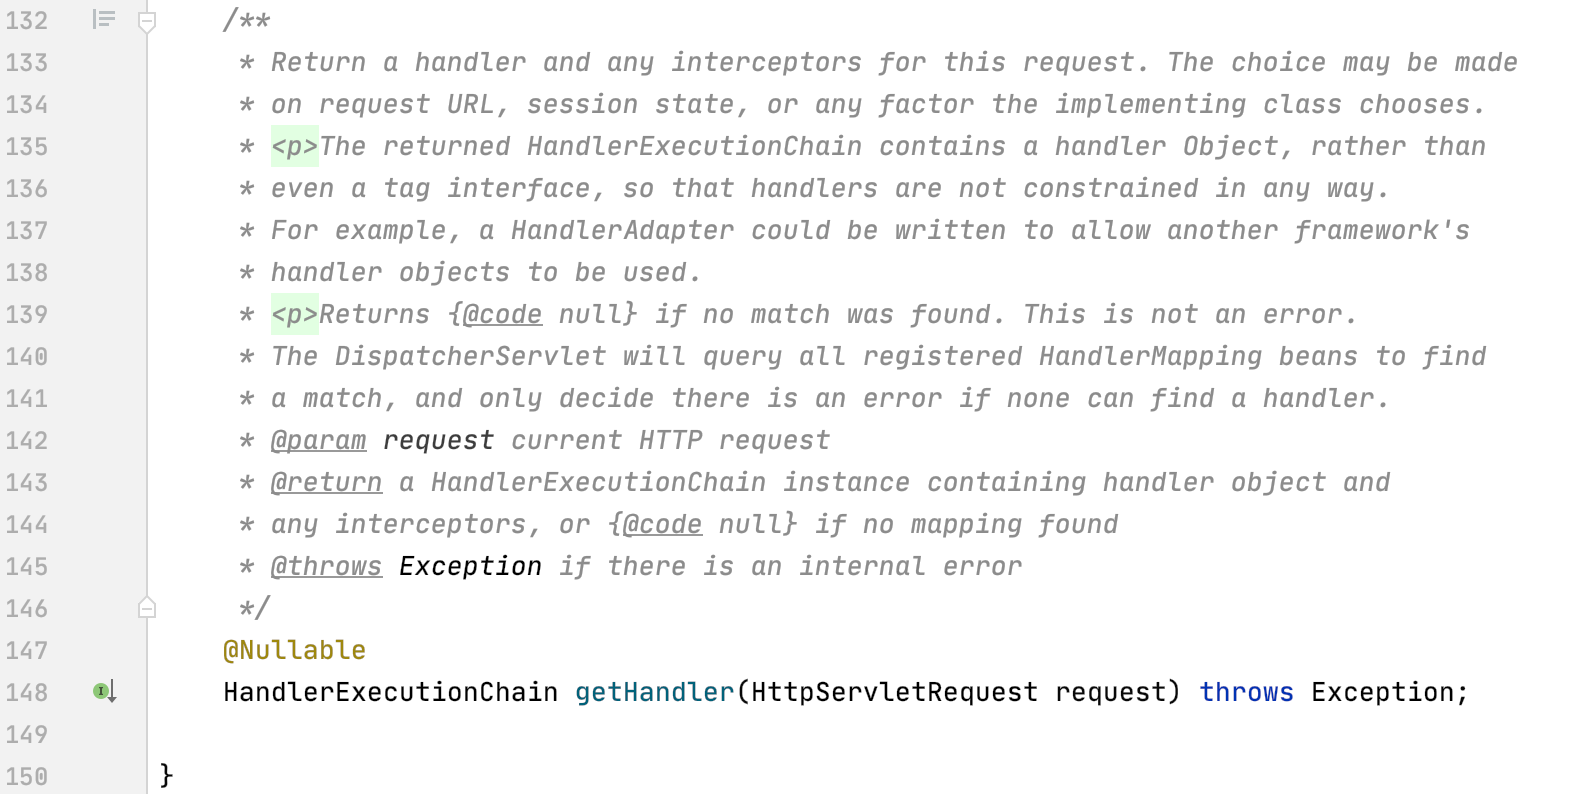 132 /**
133 * Return a handler and any interceptors for this request. The choice may be made
134 * on request URL, session state, or any factor the implementing class chooses.
135 * <p>The returned HandlerExecutionChain contains a handler Object, rather than
136 * even a tag interface, so that handlers are not constrained in any way.
137 * For example, a HandlerAdapter could be written to allow another framework's
138 * handler objects to be used.
139 * <p>Returns {@code null} if no match was found. This is not an error.
140 * The DispatcherServlet will query all registered HandlerMapping beans to find
141 * a match, and only decide there is an error if none can find a handler.
142 * @param request current HTTP request
143 * @return a HandlerExecutionChain instance containing handler object and
144 * any interceptors, or {@code null} if no mapping found
145 * @throws Exception if there is an internal error
146 */
147 @Nullable
148 HandlerExecutionChain getHandler(HttpServletRequest request) throws Exception;
149
150 }